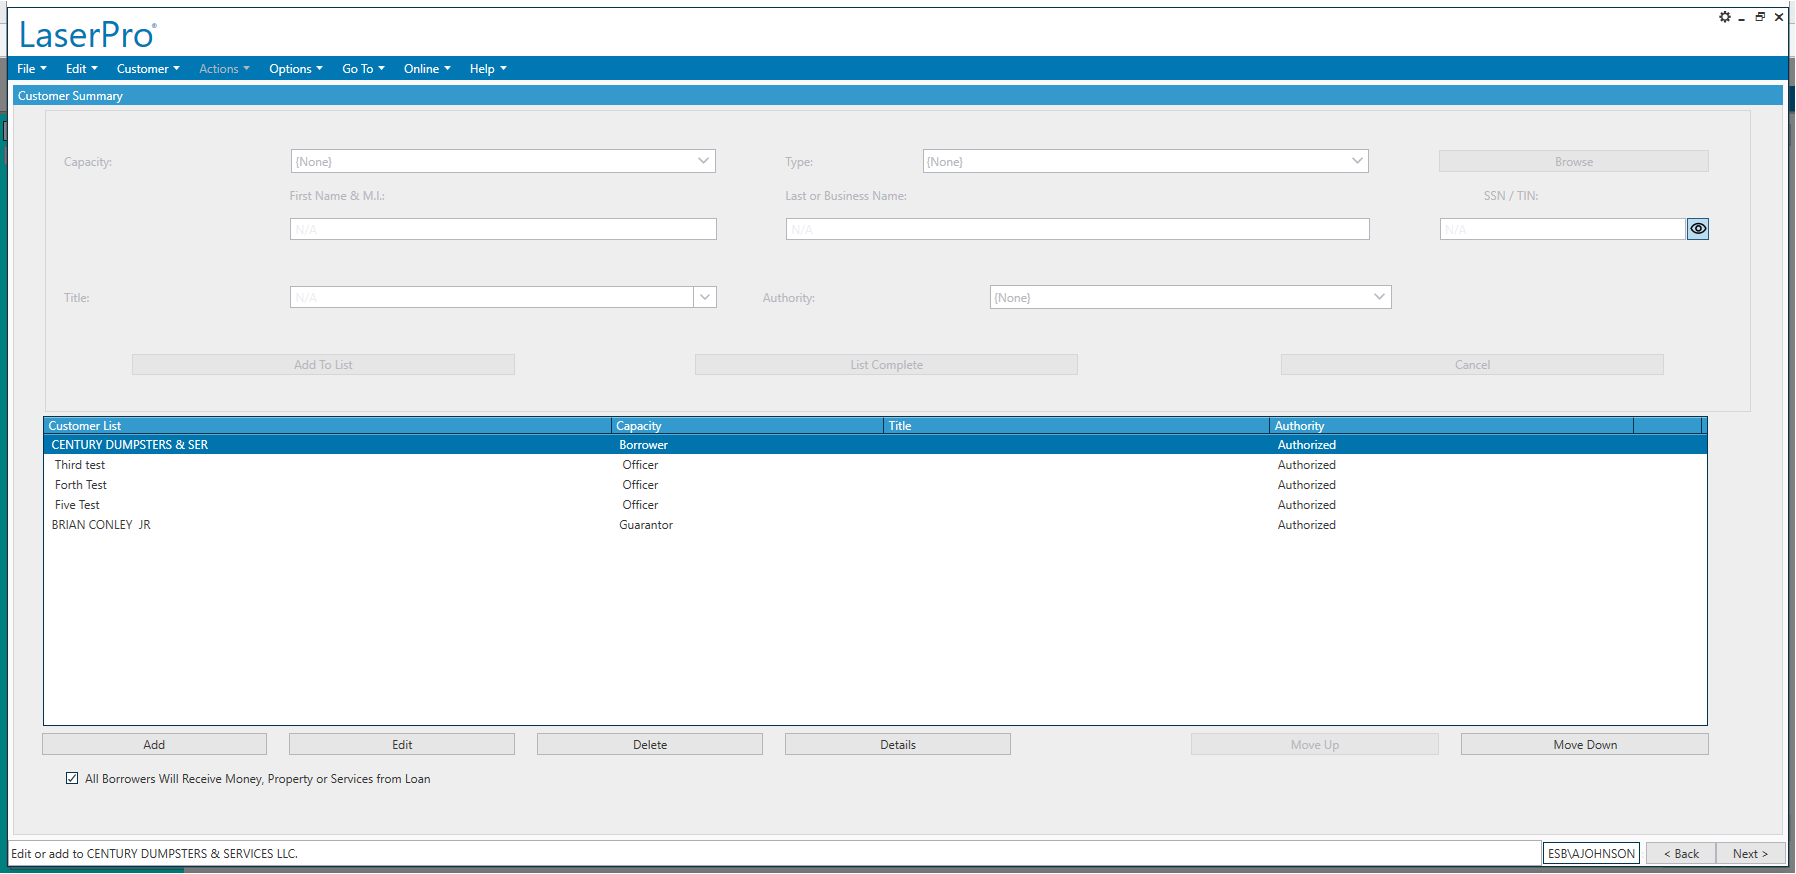 LaserPro®
File Edit Customer Actions Options Go To Online Help
Customer Summary
Capacity: {None} Type: {None} Browse
First Name & M.I.: Last or Business Name: SSN / TIN:
N/A N/A N/A
Title: N/A Authority: {None}
Add To List List Complete Cancel
Customer List Capacity Title Authority
CENTURY DUMPSTERS & SER Borrower Authorized
Third test Officer Authorized
Forth Test Officer Authorized
Five Test Officer Authorized
BRIAN CONLEY JR Guarantor Authorized
Add Edit Delete Details Move Up Move Down
All Borrowers Will Receive Money, Property or Services from Loan
Edit or add to CENTURY DUMPSTERS & SERVICES LLC. ESB\AJOHNSON < Back Next >